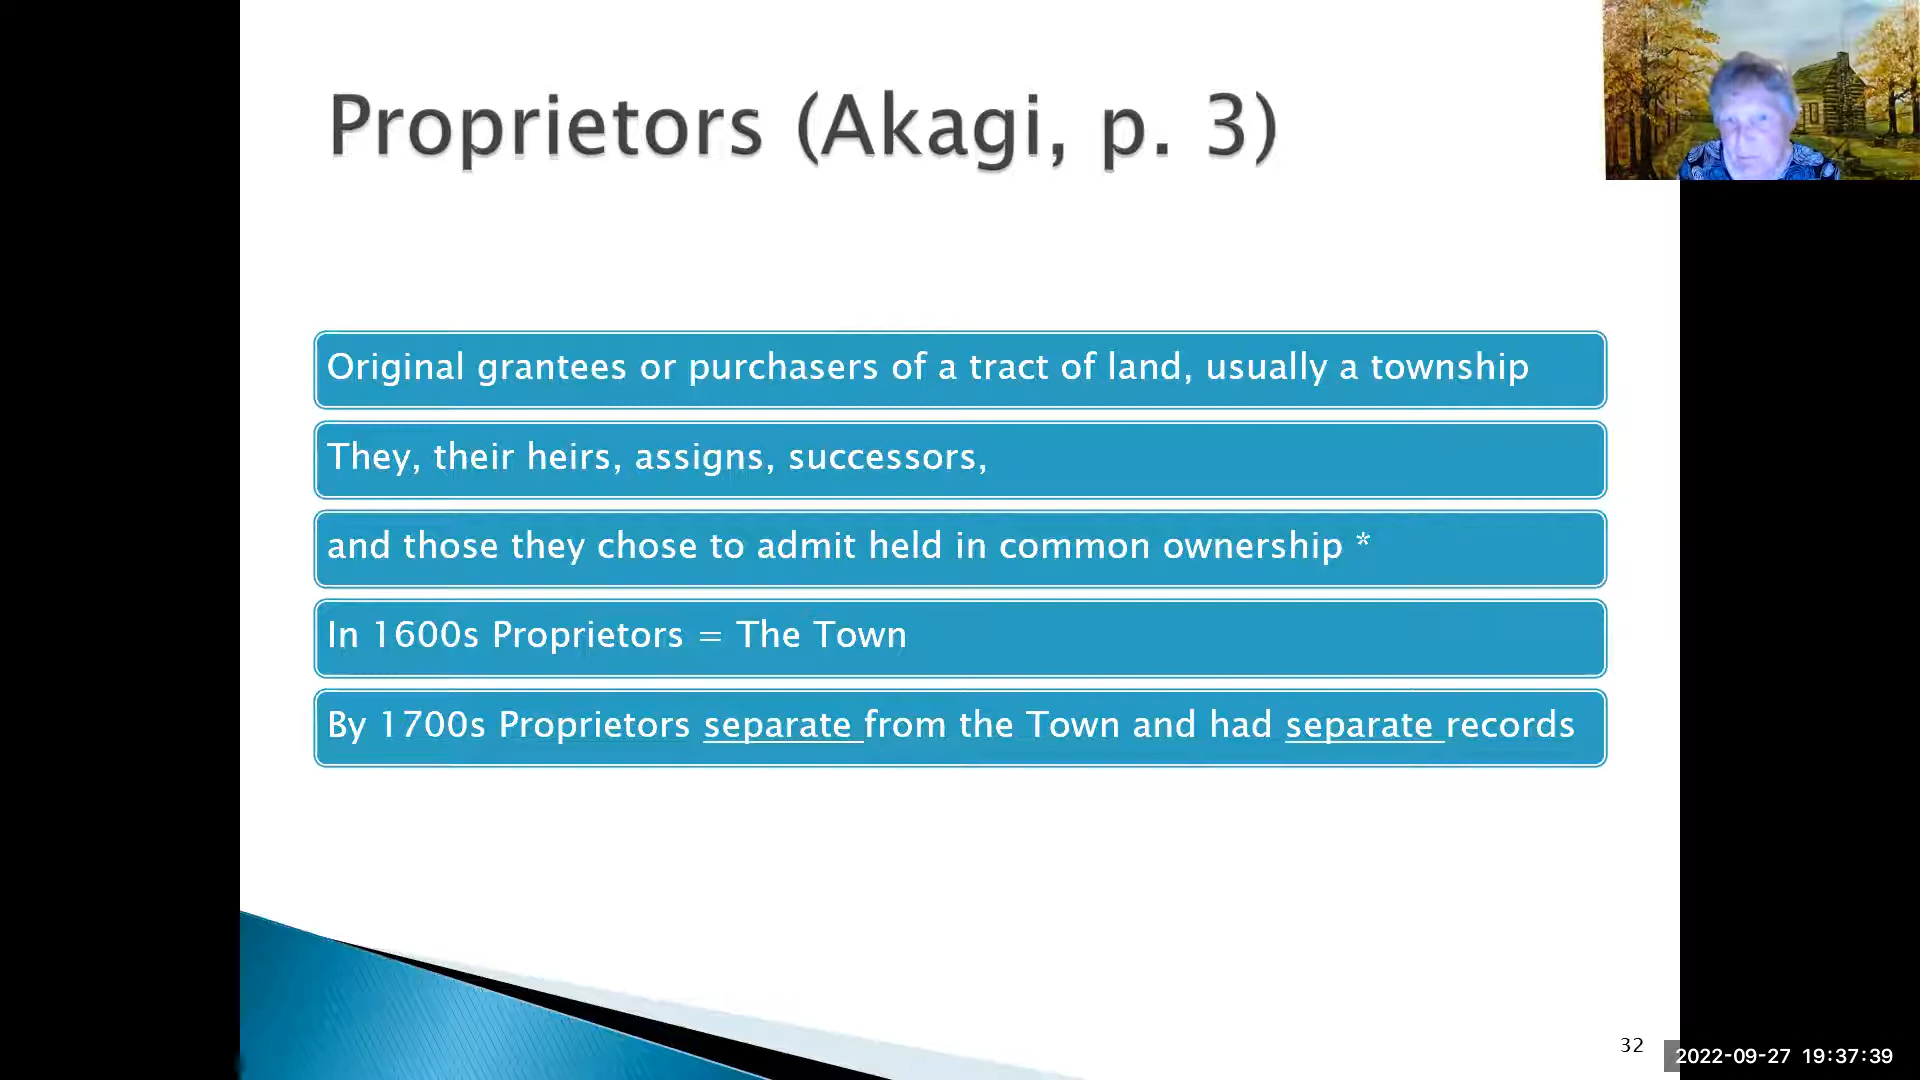 Proprietors (Akagi, p. 3)
Original grantees or purchasers of a tract of land, usually a township
They, their heirs, assigns, successors,
and those they chose to admit held in common ownership *
In 1600s Proprietors = The Town
By 1700s Proprietors separate from the Town and had separate records
32
2022-09-27 19:37:39